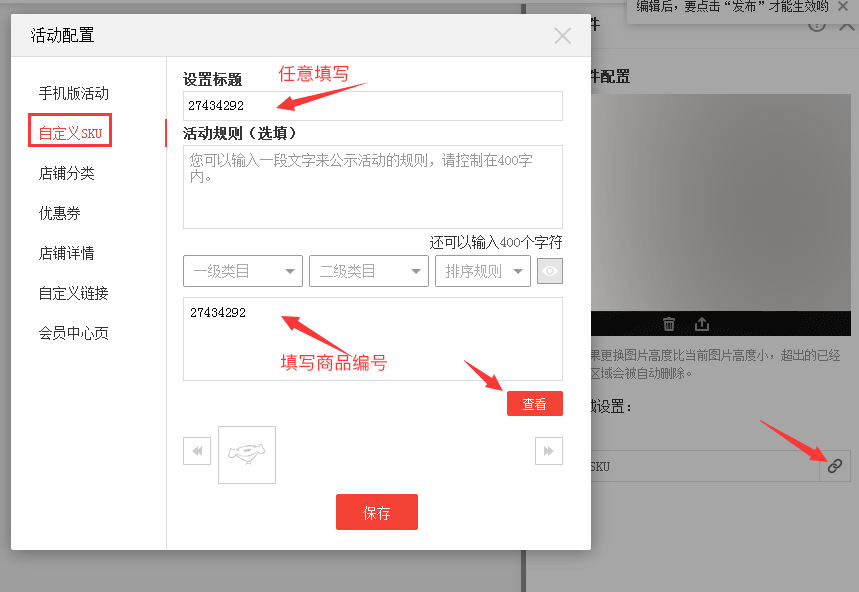 编辑后，要点击“发布”才能生效哟
活动配置
件
手机版活动
自定义SKU
店铺分类
优惠券
店铺详情
自定义链接
会员中心页
设置标题
任意填写
27434292
活动规则（选填）
您可以输入一段文字来公示活动的规则，请控制在400字
内。
还可以输入400个字符
一级类目
二级类目
排序规则
27434292
填写商品编号
查看
保存
件配置
果更换图片高度比当前图片高度小，超出的已经
区域会被自动删除。
设置：
SKU